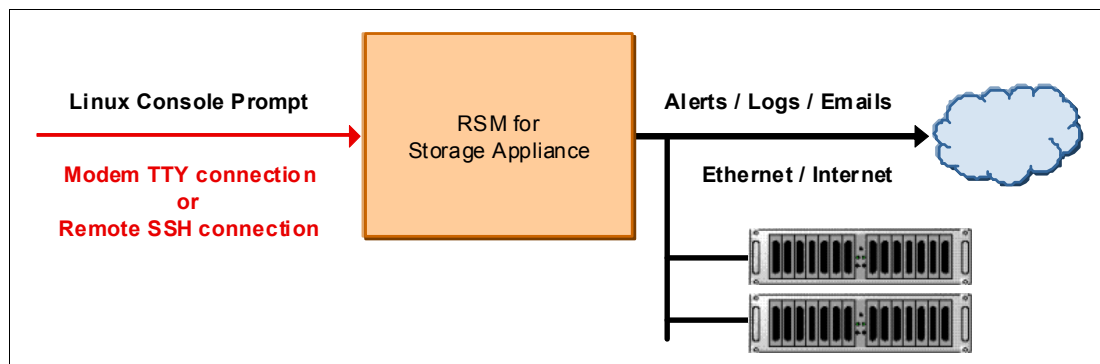 Linux Console Prompt
Modem TTY connection
or
Remote SSH connection
RSM for
Storage Appliance
Alerts / Logs / Emails
Ethernet / Internet